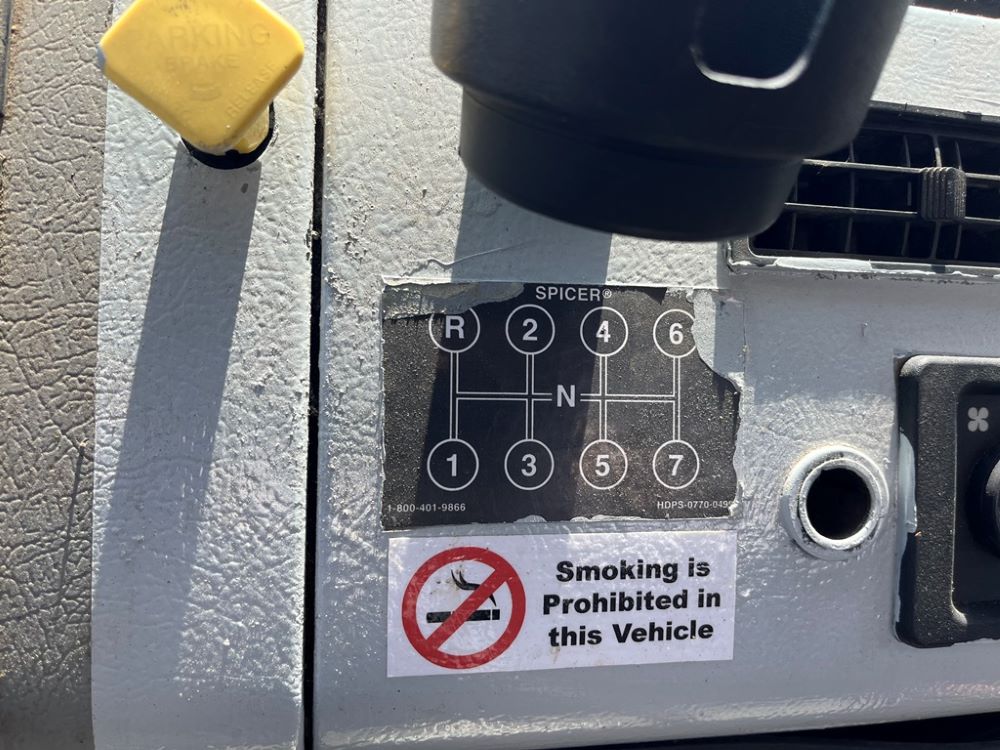 PARKING
BRAKE
RELEASE
SPICER®
R 2 4 6
N
1 3 5 7
1-800-401-9866
Smoking is
Prohibited in
this Vehicle